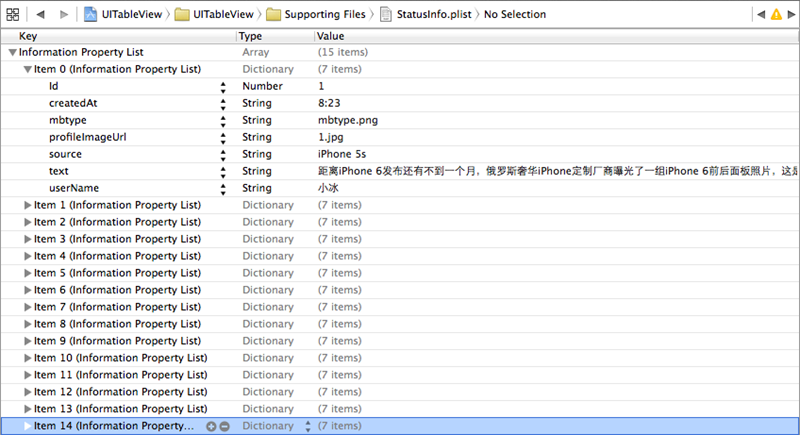 UITableView UITableView Supporting Files StatusInfo.plist No Selection
Key Type Value
Information Property List Array (15 items)
Item 0 (Information Property List) Dictionary (7 items)
Id Number 1
createdAt String 8:23
mbtype String mbtype.png
profileImageUrl String 1.jpg
source String iPhone 5s
text String 距离iPhone 6发布还有不到一个月，俄罗斯奢华iPhone定制厂商曝光了一组iPhone 6前后面板照片，这是
userName String 小冰
Item 1 (Information Property List) Dictionary (7 items)
Item 2 (Information Property List) Dictionary (7 items)
Item 3 (Information Property List) Dictionary (7 items)
Item 4 (Information Property List) Dictionary (7 items)
Item 5 (Information Property List) Dictionary (7 items)
Item 6 (Information Property List) Dictionary (7 items)
Item 7 (Information Property List) Dictionary (7 items)
Item 8 (Information Property List) Dictionary (7 items)
Item 9 (Information Property List) Dictionary (7 items)
Item 10 (Information Property List) Dictionary (7 items)
Item 11 (Information Property List) Dictionary (7 items)
Item 12 (Information Property List) Dictionary (7 items)
Item 13 (Information Property List) Dictionary (7 items)
Item 14 (Information Property... Dictionary (7 items)